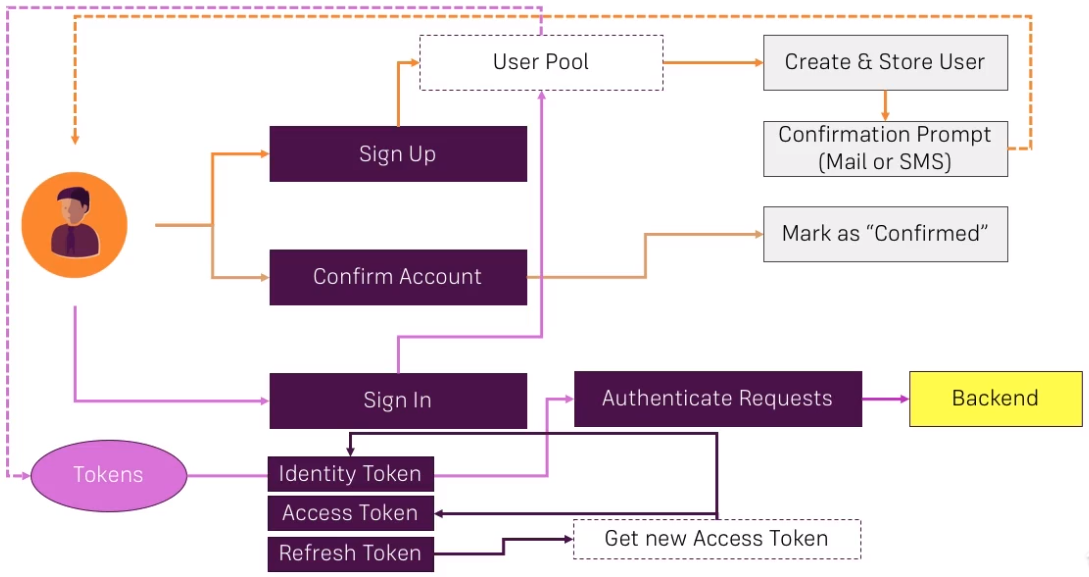 User Pool
Create & Store User
Sign Up
Confirmation Prompt
(Mail or SMS)
Confirm Account
Mark as “Confirmed”
Sign In
Authenticate Requests
Backend
Tokens
Identity Token
Access Token
Refresh Token
Get new Access Token